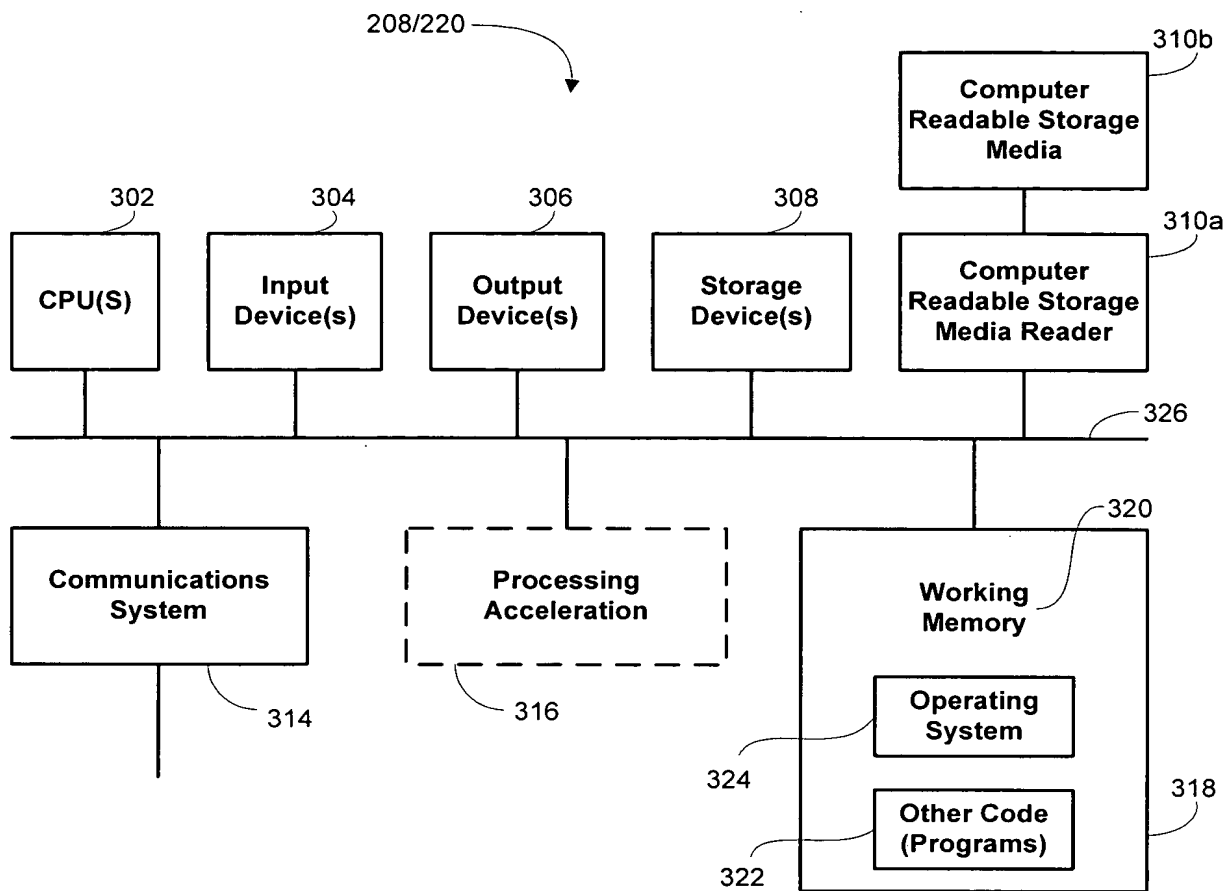 208/220
310b
Computer
Readable Storage
Media
302
304
306
308
310a
CPU(S)
Input
Device(s)
Output
Device(s)
Storage
Device(s)
Computer
Readable Storage
Media Reader
326
320
Communications
System
Processing
Acceleration
Working
Memory
314
316
Operating
System
324
318
Other Code
(Programs)
322